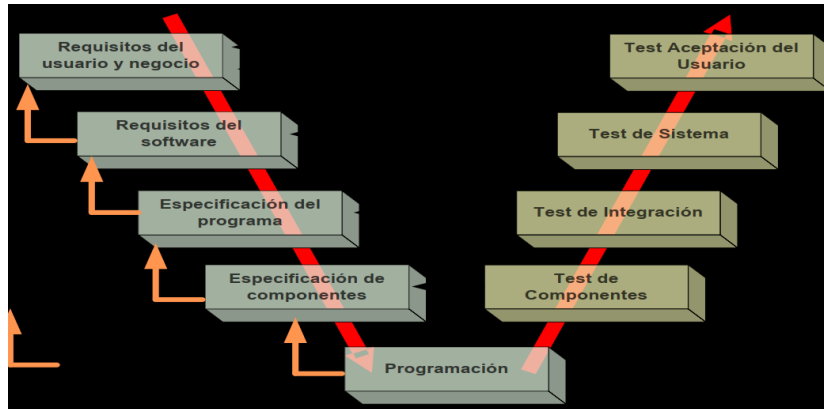 Requisitos del
usuario y negocio
Requisitos del
software
Especificación del
programa
Especificación de
componentes
Programación
Test Aceptación del
Usuario
Test de Sistema
Test de Integración
Test de
Componentes